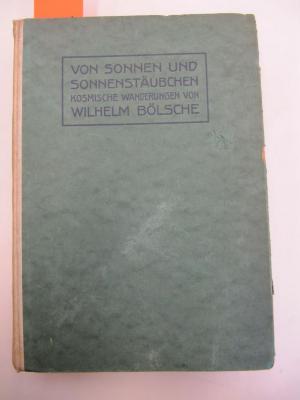 VON SONNEN UND
SONNENSTÄUBCHEN
KOSMISCHE WANDERUNGEN VON
WILHELM BÖLSCHE